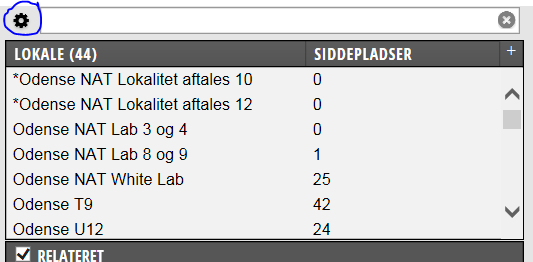 LOKALE (44) SIDDEPLADSER +
*Odense NAT Lokalitet aftales 10 0
*Odense NAT Lokalitet aftales 12 0
Odense NAT Lab 3 og 4 0
Odense NAT Lab 8 og 9 1
Odense NAT White Lab 25
Odense T9 42
Odense U12 24
RELATERET